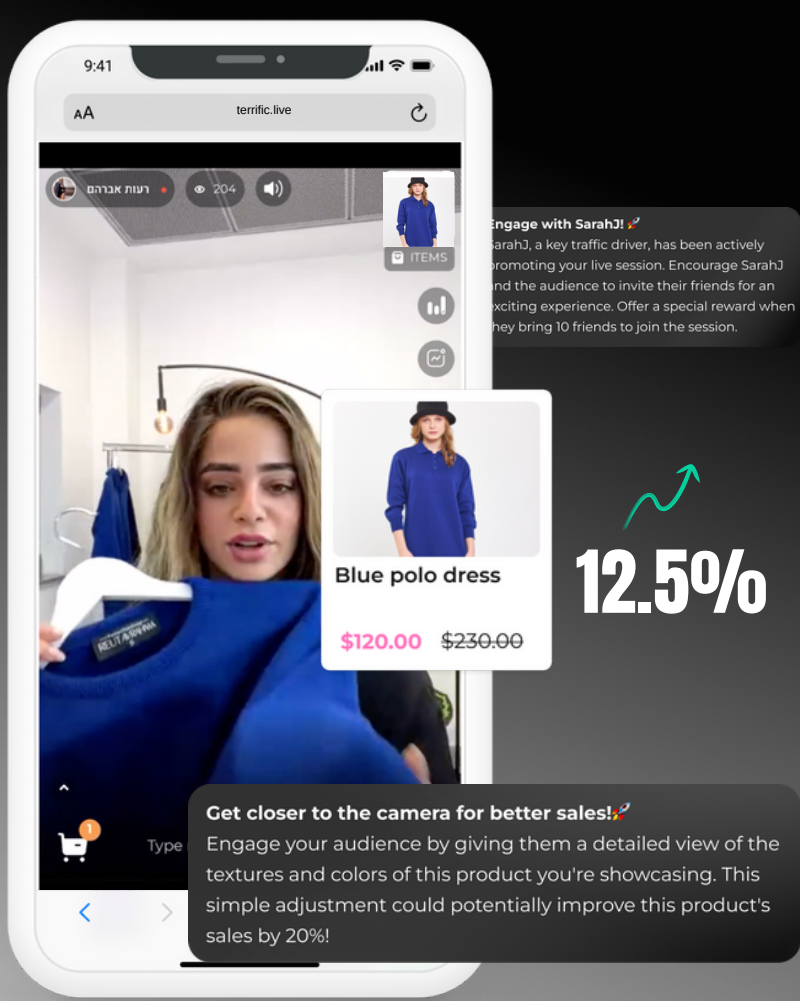 9:41
AA
terrific.live
רעות אברהם
204
ITEMS
Engage with SarahJ! 🚀
SarahJ, a key traffic driver, has been actively
promoting your live session. Encourage SarahJ
and the audience to invite their friends for an
exciting experience. Offer a special reward when
they bring 10 friends to join the session.
Blue polo dress
$120.00 $230.00
12.5%
Get closer to the camera for better sales!🚀
Engage your audience by giving them a detailed view of the
textures and colors of this product you're showcasing. This
simple adjustment could potentially improve this product's
sales by 20%!
1
Type